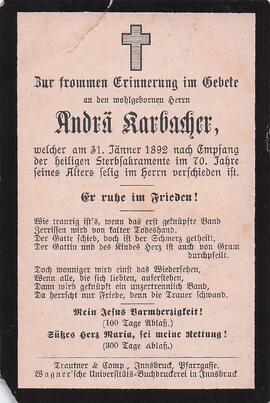 Zur frommen Erinnerung im Gebete
an den wohlgebornen Herrn
Andrä Karbacher,
welcher am 31. Jänner 1892 nach Empfang
der heiligen Sterbsakramente im 70. Jahre
seines Alters selig im Herrn verschieden ist.
Er ruhe im Frieden!
Wie traurig ist's, wenn das erst geknüpfte Band
Zerrissen wird von kalter Todeshand.
Der Gatte schied, doch ist der Schmerz getheilt;
Gattin und des Kindes Herz ist auch von Gram
durchpfeilt.
Doch wonniger wird einst das Wiedersehen,
Wenn alle, die sich liebten, auferstehen,
Dann wird geknüpft ein unzertrennlich Band,
Da herrscht nur Friede, wenn die Trauer schwand.
Mein Jesus Barmherzigkeit!
(100 Tage Ablaß.)
Süßes Herz Maria, sei meine Rettung!
(300 Tage Ablaß.)
Trautner & Comp., Innsbruck, Pfarrgasse.
Wagner'sche Universitäts-Buchdruckerei in Innsbruck